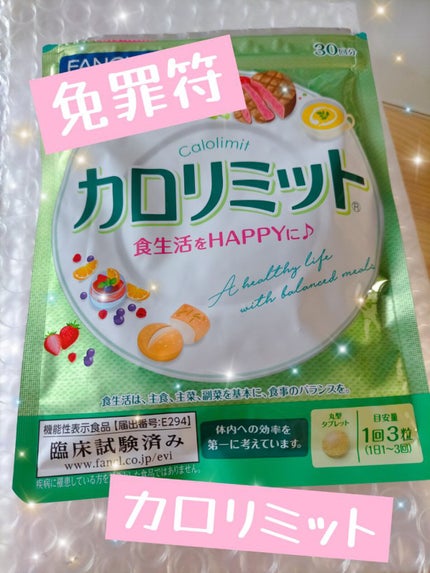 FANCL
30回分
免罪符
Calolimit
カロリミット®
食生活をHAPPYに♪
A healthy life
with balanced meals
食生活は、主食、主菜、副菜を基本に、食事のバランスを。
機能性表示食品【届出番号:E294】
臨床試験済み
www.fancl.co.jp/evi
体内への効率を
第一に考えています。
丸型
タブレット
目安量
1回3粒
(1日1~3回)
カロリミット